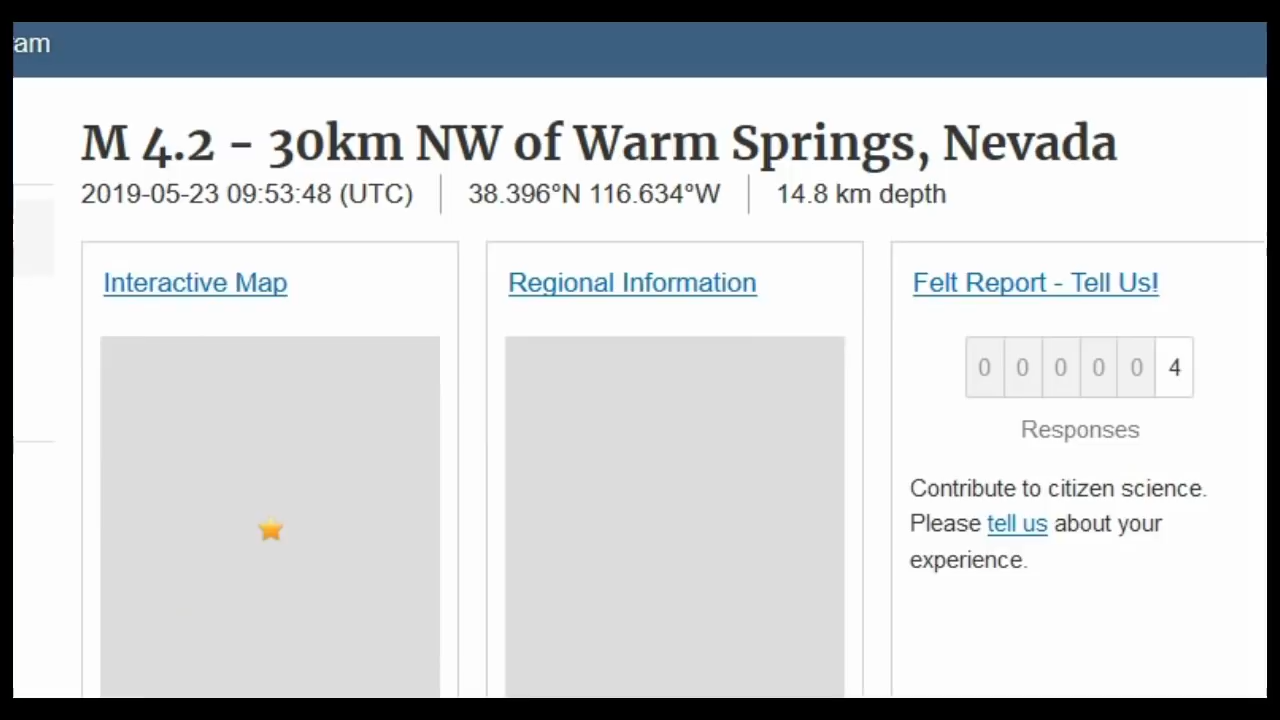 am
M 4.2 - 30km NW of Warm Springs, Nevada
2019-05-23 09:53:48 (UTC) 38.396°N 116.634°W 14.8 km depth
Interactive Map
Regional Information
Felt Report - Tell Us!
0 0 0 0 0 4
Responses
Contribute to citizen science.
Please tell us about your
experience.